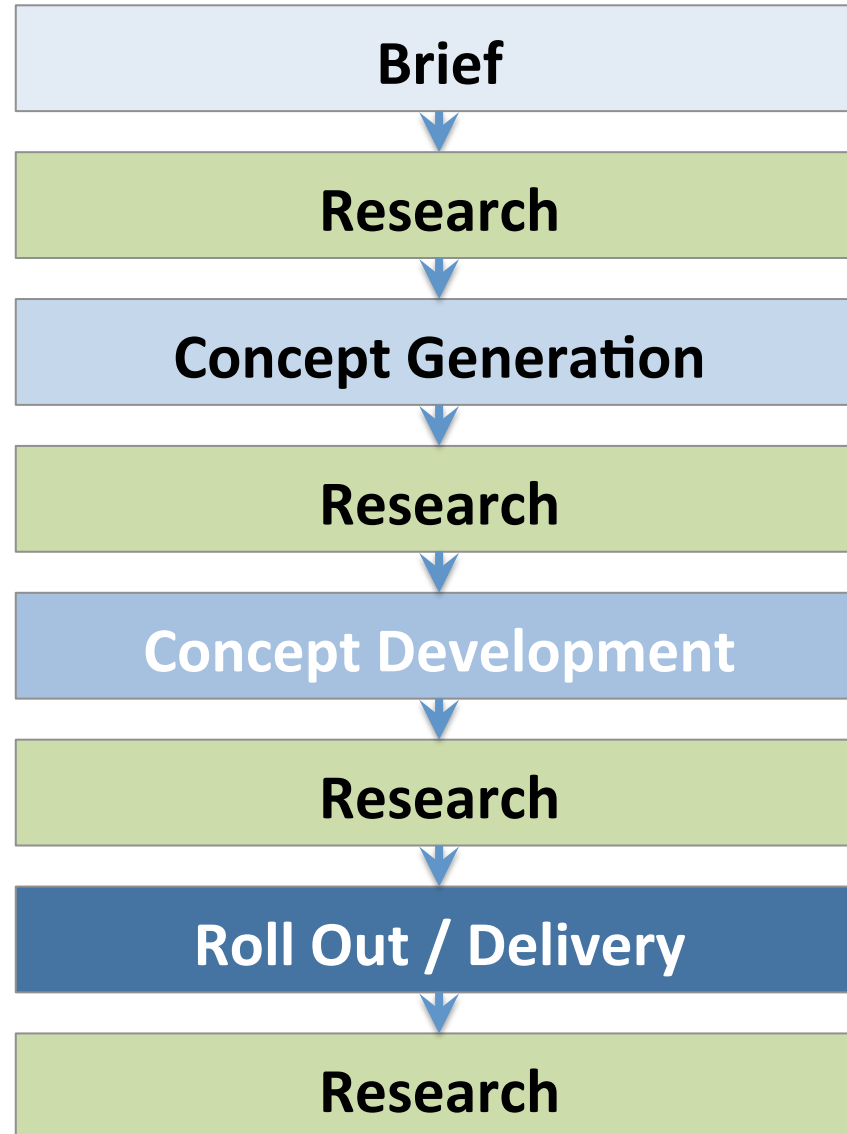 Brief
Research
Concept Generation
Research
Concept Development
Research
Roll Out / Delivery
Research